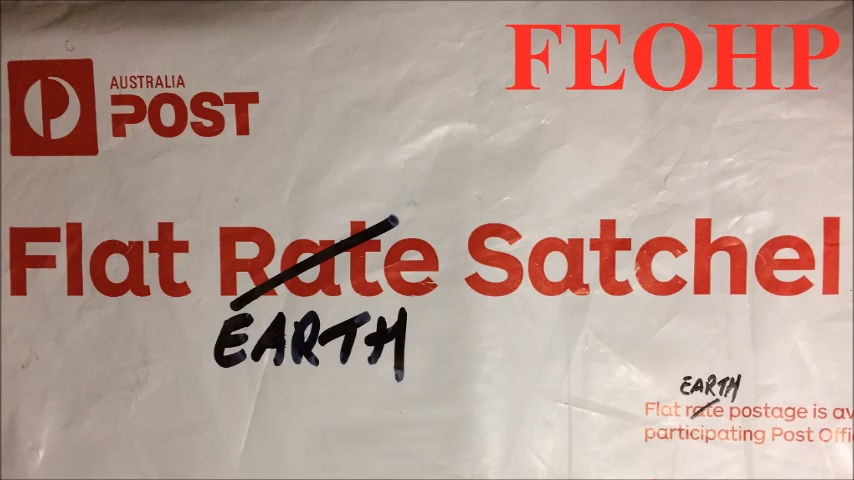 FEOHP
AUSTRALIA
POST
Flat Rate Satchel
EARTH
EARTH
Flat rate postage is av
participating Post Offi